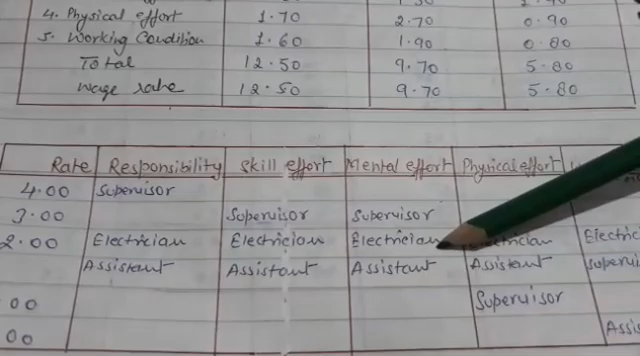 4. Physical effort 1.70 2.70 0.90
5. Working Condition 1.60 1.90 0.80
Total 12.50 9.70 5.80
wage rate 12.50 9.70 5.80
Rate Responsibility Skill effort Mental effort Physical effort
4.00 Supervisor
3.00 Supervisor Supervisor
2.00 Electrician Electrician Electrician
Assistant Assistant Assistant Assistant
00 Supervisor
00